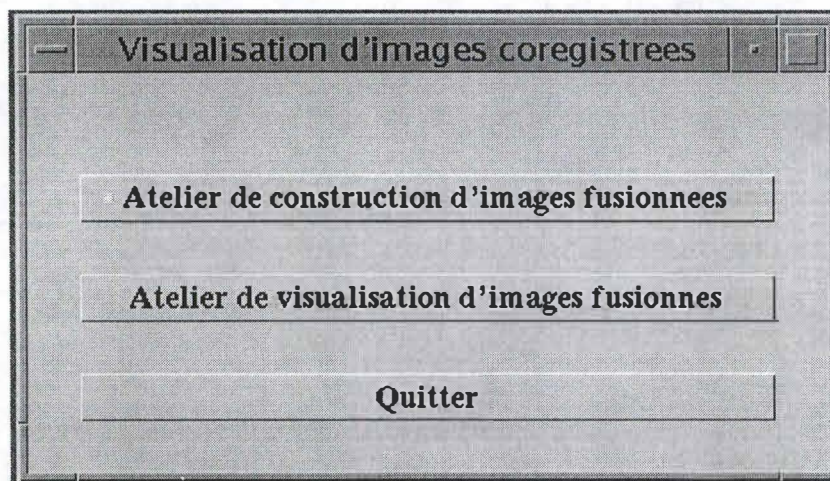 Visualisation d'images coregistrees
Atelier de construction d'images fusionnees
Atelier de visualisation d'images fusionnes
Quitter